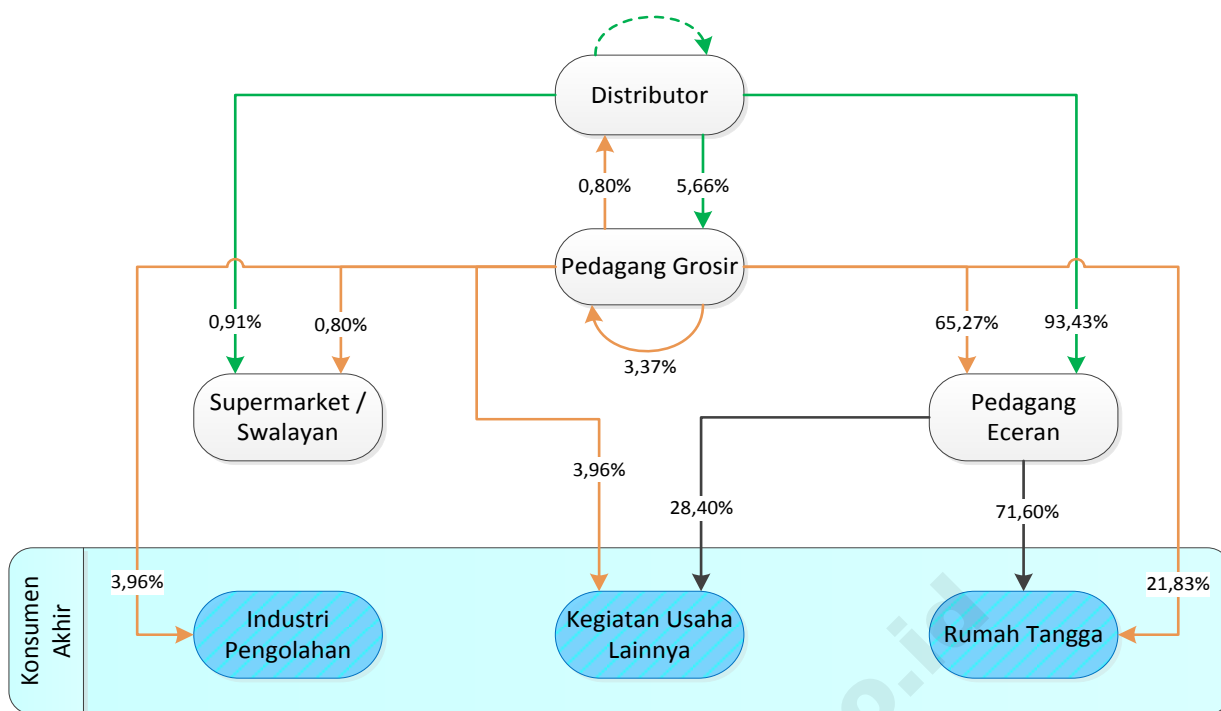 Distributor
0,80%
5,66%
Pedagang Grosir
0,91%
0,80%
3,37%
65,27%
93,43%
Supermarket /
Swalayan
Pedagang
Eceran
3,96%
28,40%
71,60%
3,96%
21,83%
Konsumen
Akhir
Industri
Pengolahan
Kegiatan Usaha
Lainnya
Rumah Tangga
o.id